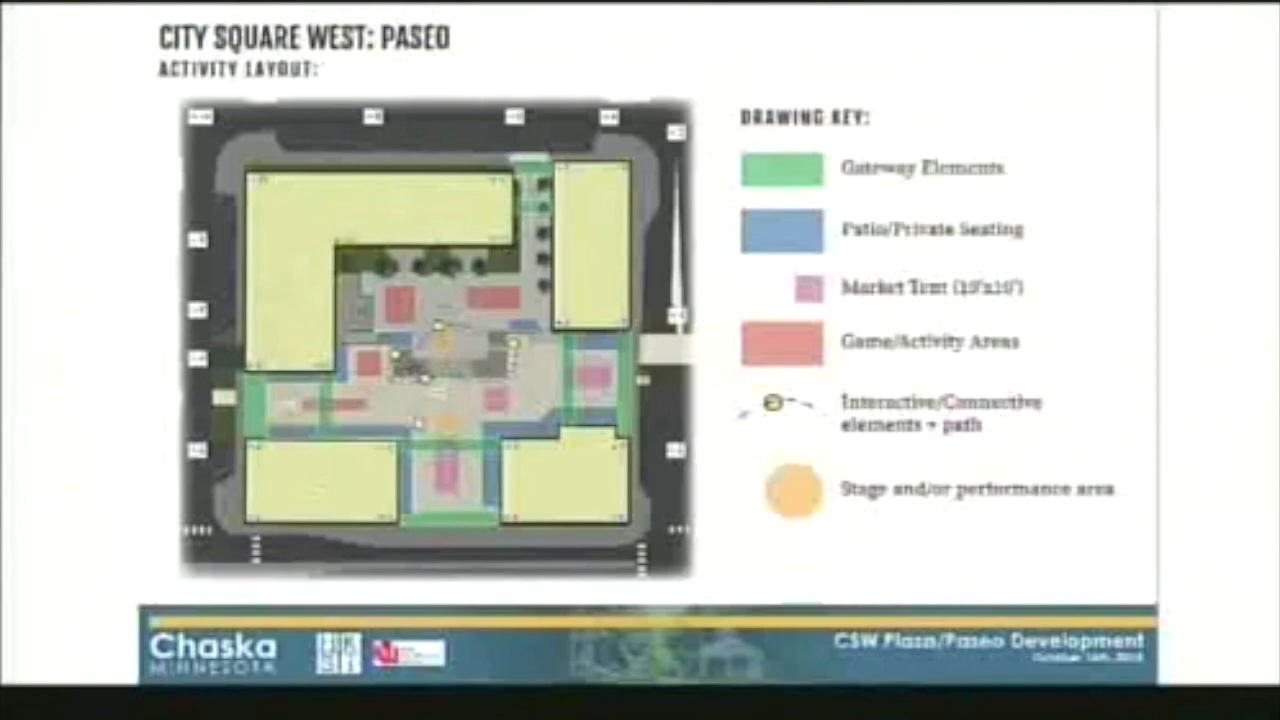 CITY SQUARE WEST: PASEO
ACTIVITY LAYOUT:
DRAWING KEY:
Gateway Elements
Patio/Private Seating
Market Tent (10'x10')
Game/Activity Areas
Interactive/Connective
elements + path
Stage and/or performance area
Chaska
MINNESOTA
CSW Plaza/Paseo Development
October